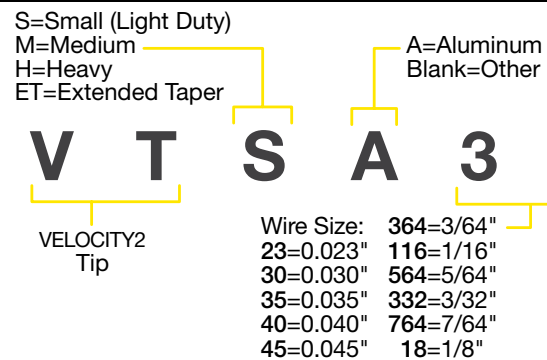 S=Small (Light Duty)
M=Medium
H=Heavy
ET=Extended Taper
A=Aluminum
Blank=Other
V T S A 3
VELOCITY2
Tip
Wire Size: 364=3/64"
23=0.023" 116=1/16"
30=0.030" 564=5/64"
35=0.035" 332=3/32"
40=0.040" 764=7/64"
45=0.045" 18=1/8"